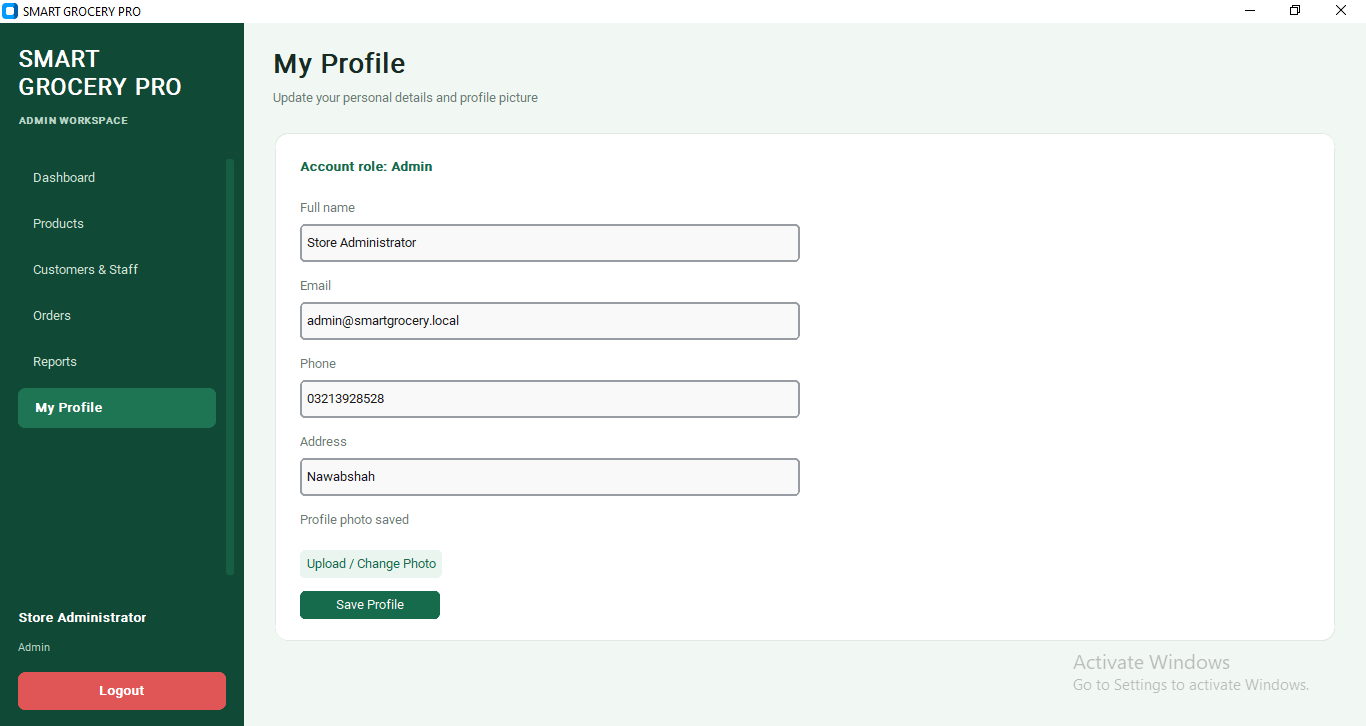 SMART GROCERY PRO
SMART
GROCERY PRO
ADMIN WORKSPACE
Dashboard
Products
Customers & Staff
Orders
Reports
My Profile
Store Administrator
Admin
Logout
My Profile
Update your personal details and profile picture
Account role: Admin
Full name
Store Administrator
Email
admin@smartgrocery.local
Phone
03213928528
Address
Nawabshah
Profile photo saved
Upload / Change Photo
Save Profile
Activate Windows
Go to Settings to activate Windows.